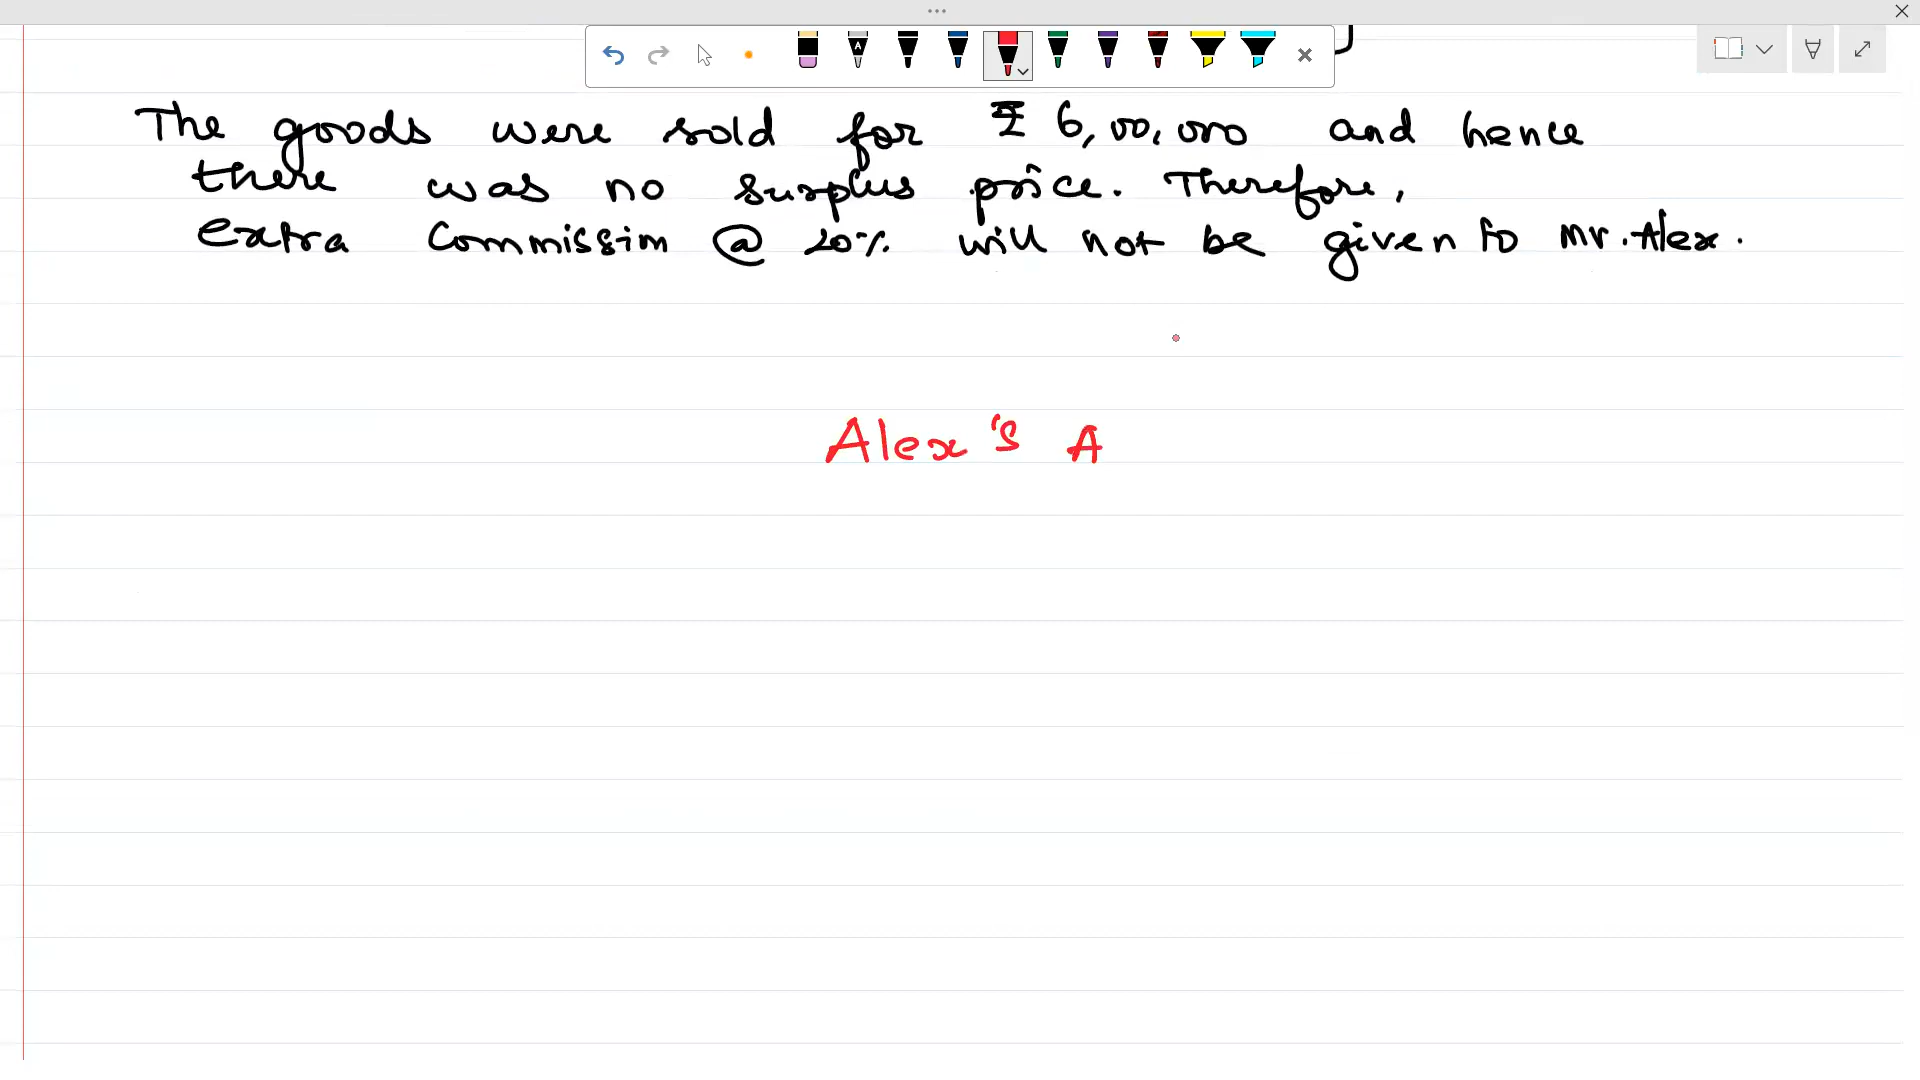 The goods were sold for ₹ 6,00,000 and hence
there was no surplus price. Therefore,
extra Commission @ 20% will not be given to Mr. Alex.
Alex's A